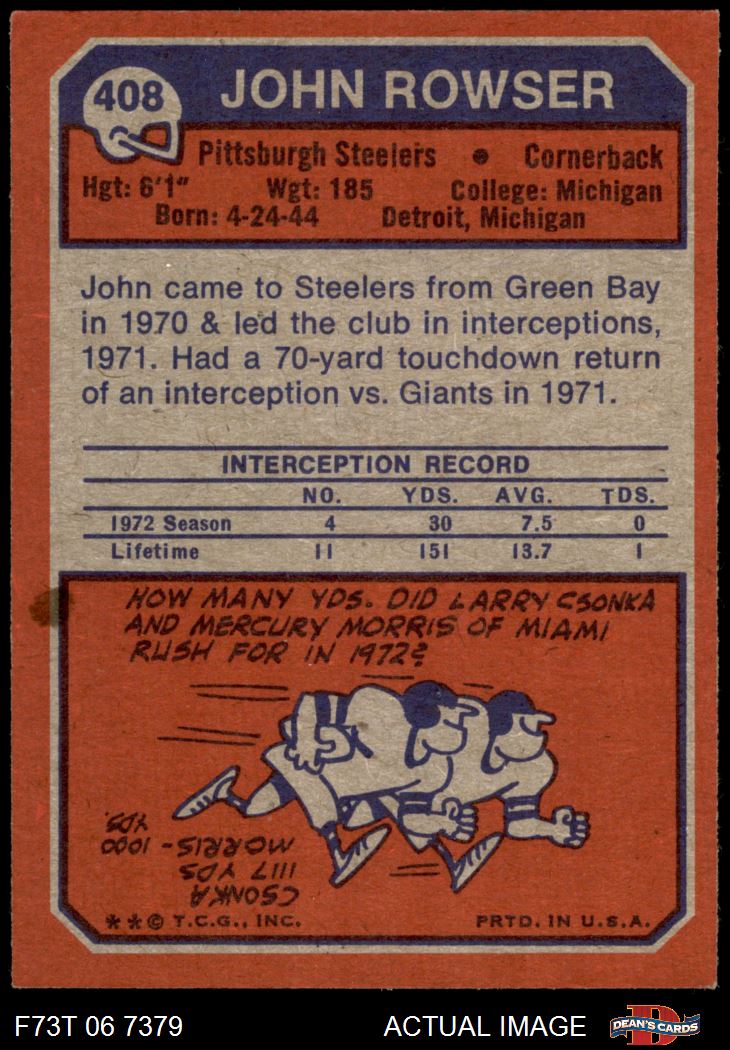 408
JOHN ROWSER
Pittsburgh Steelers • Cornerback
Hgt: 6'1" Wgt: 185 College: Michigan
Born: 4-24-44 Detroit, Michigan
John came to Steelers from Green Bay
in 1970 & led the club in interceptions,
1971. Had a 70-yard touchdown return
of an interception vs. Giants in 1971.
INTERCEPTION RECORD
NO. YDS. AVG. TDS.
1972 Season 4 30 7.5 0
Lifetime 11 151 13.7 1
HOW MANY YDS. DID LARRY CSONKA
AND MERCURY MORRIS OF MIAMI
RUSH FOR IN 1972?
CSONKA
1117 YDS
MORRIS- 1000
YDS.
**© T.C.G., INC. PRTD. IN U.S.A.
F73T 06 7379 ACTUAL IMAGE D DEAN'S CARDS